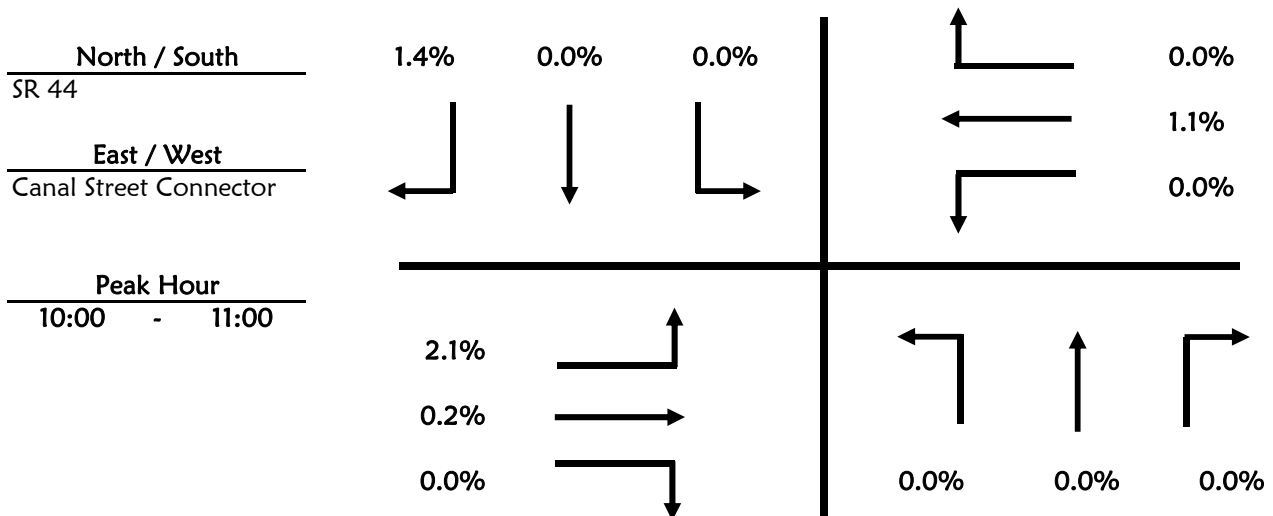 North / South
SR 44
East / West
Canal Street Connector
Peak Hour
10:00 - 11:00
1.4% 0.0% 0.0%
0.0%
1.1%
0.0%
2.1%
0.2%
0.0%
0.0% 0.0% 0.0%